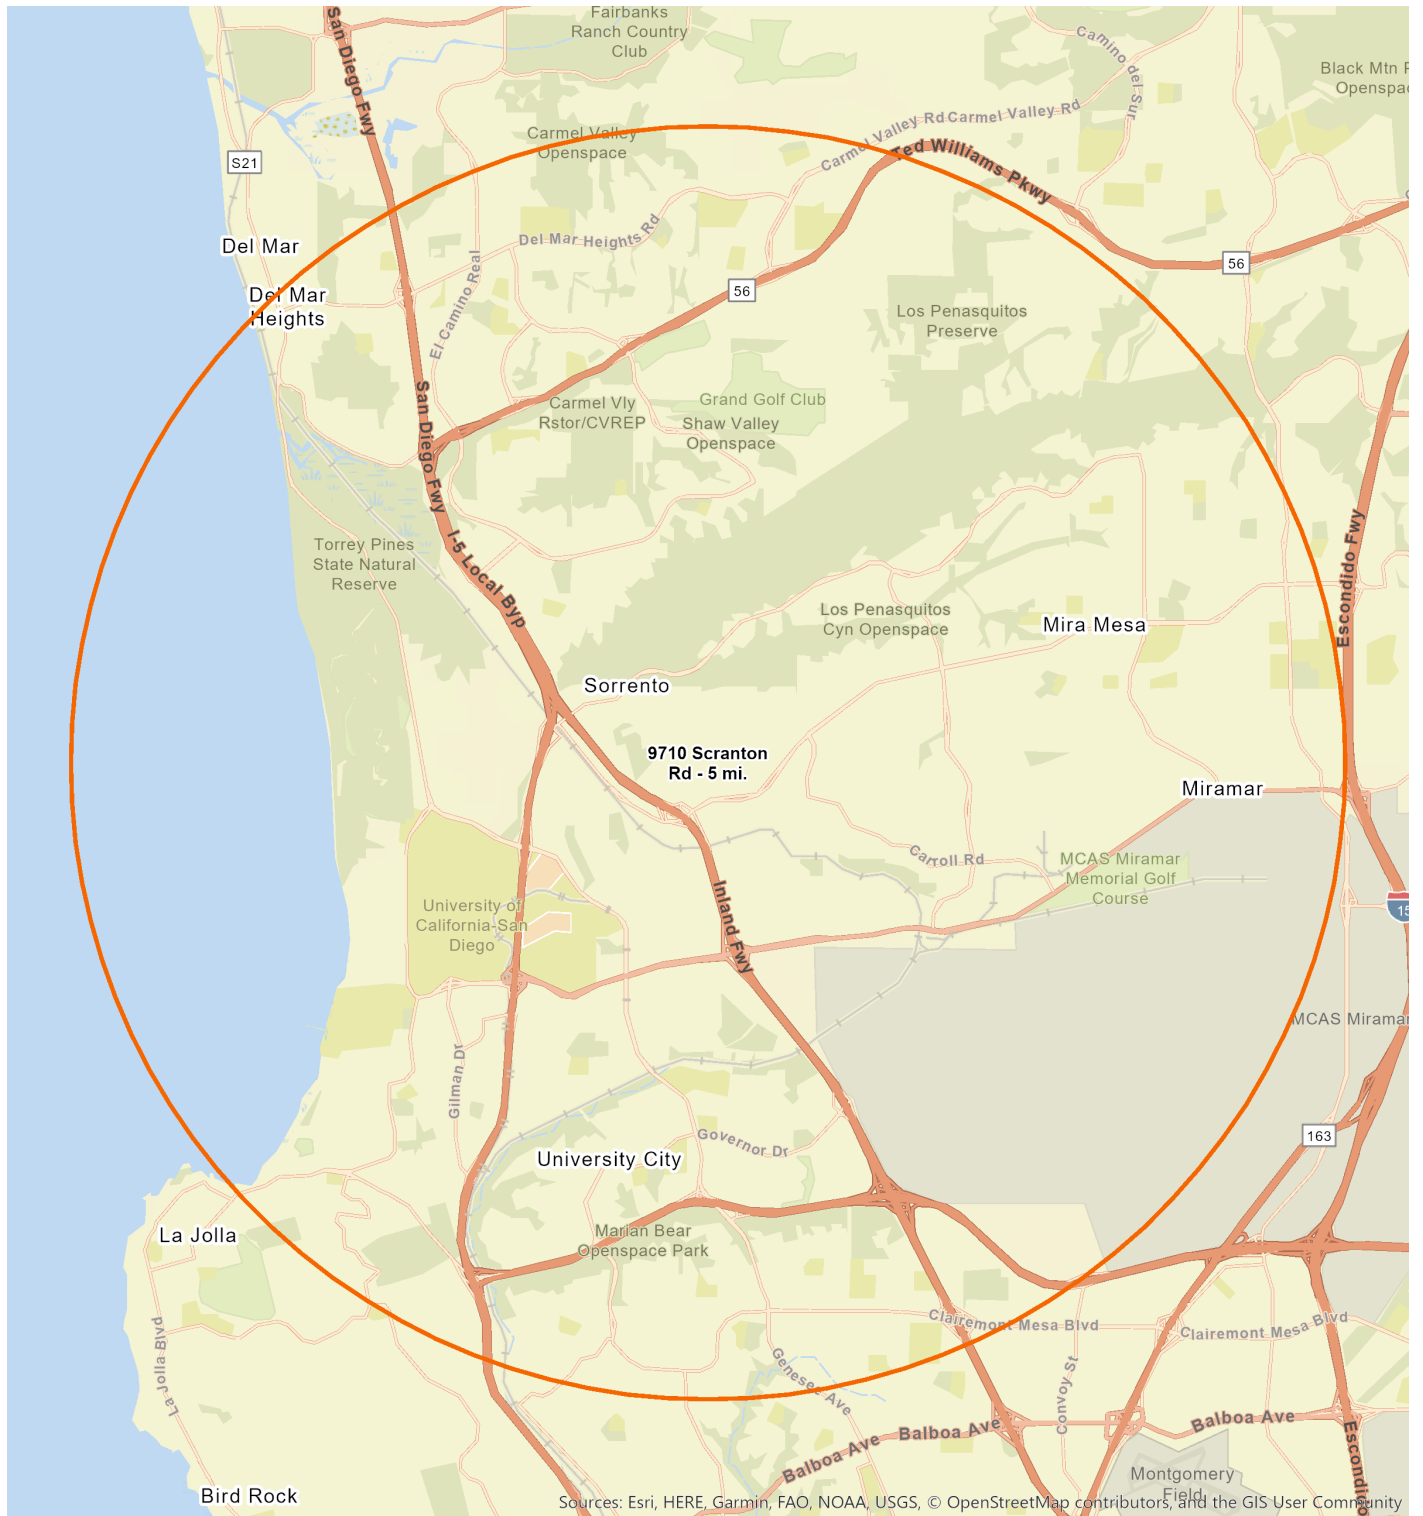 San Diego Fwy
Fairbanks
Ranch Country
Club
Camino del Sur
Black Mtn
Openspac
Carmel Valley Rd
Carmel Valley Rd
Carmel Valley
Openspace
Ted Williams Pkwy
S21
Del Mar
Del Mar Heights Rd
El Camino Real
56
56
Del Mar
Heights
Los Penasquitos
Preserve
San Diego Fwy
Carmel Vly
Rstor/CVREP
Grand Golf Club
Shaw Valley
Openspace
Torrey Pines
State Natural
Reserve
I-5 Local Byp
Escondido Fwy
Los Penasquitos
Cyn Openspace
Mira Mesa
Sorrento
9710 Scranton
Rd - 5 mi.
Miramar
Carroll Rd
MCAS Miramar
Memorial Golf
Course
University of
California-San
Diego
Inland Fwy
15
MCAS Miramar
Gilman Dr
Governor Dr
163
University City
La Jolla
Marian Bear
Openspace Park
Clairemont Mesa Blvd
Clairemont Mesa Blvd
La Jolla Blvd
Genesee Ave
Convoy St
Balboa Ave
Balboa Ave
Balboa Ave
Escondido
Montgomery
Field
Bird Rock
Sources: Esri, HERE, Garmin, FAO, NOAA, USGS, © OpenStreetMap contributors, and the GIS User Community